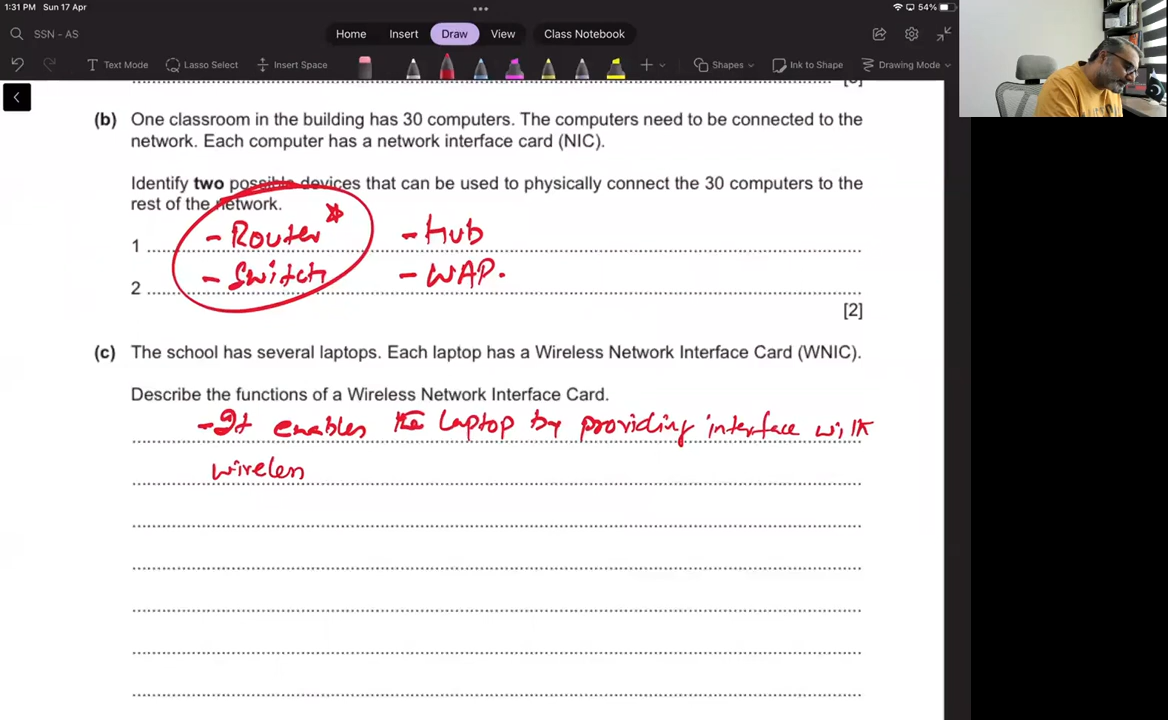 1:31 PM Sun 17 Apr
54%
SSN - AS
Home Insert Draw View Class Notebook
Text Mode Lasso Select Insert Space Shapes Ink to Shape Drawing Mode
(b) One classroom in the building has 30 computers. The computers need to be connected to the
network. Each computer has a network interface card (NIC).
Identify two possible devices that can be used to physically connect the 30 computers to the
rest of the network.
1 - Router - Hub
2 - Switch - WAP.
[2]
(c) The school has several laptops. Each laptop has a Wireless Network Interface Card (WNIC).
Describe the functions of a Wireless Network Interface Card.
- It enables the laptop by providing interface with
wireless